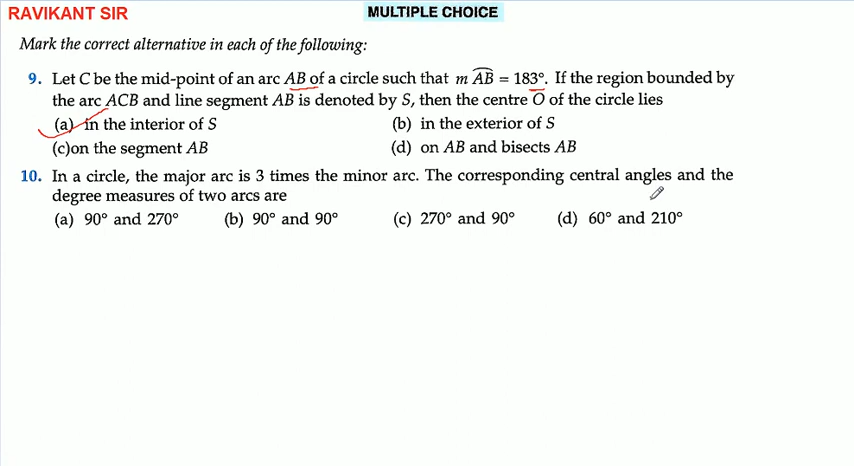 RAVIKANT SIR
MULTIPLE CHOICE
Mark the correct alternative in each of the following:
9. Let C be the mid-point of an arc AB of a circle such that m A͡B = 183°. If the region bounded by
the arc ACB and line segment AB is denoted by S, then the centre O of the circle lies
(a) in the interior of S (b) in the exterior of S
(c)on the segment AB (d) on AB and bisects AB
10. In a circle, the major arc is 3 times the minor arc. The corresponding central angles and the
degree measures of two arcs are
(a) 90° and 270° (b) 90° and 90° (c) 270° and 90° (d) 60° and 210°